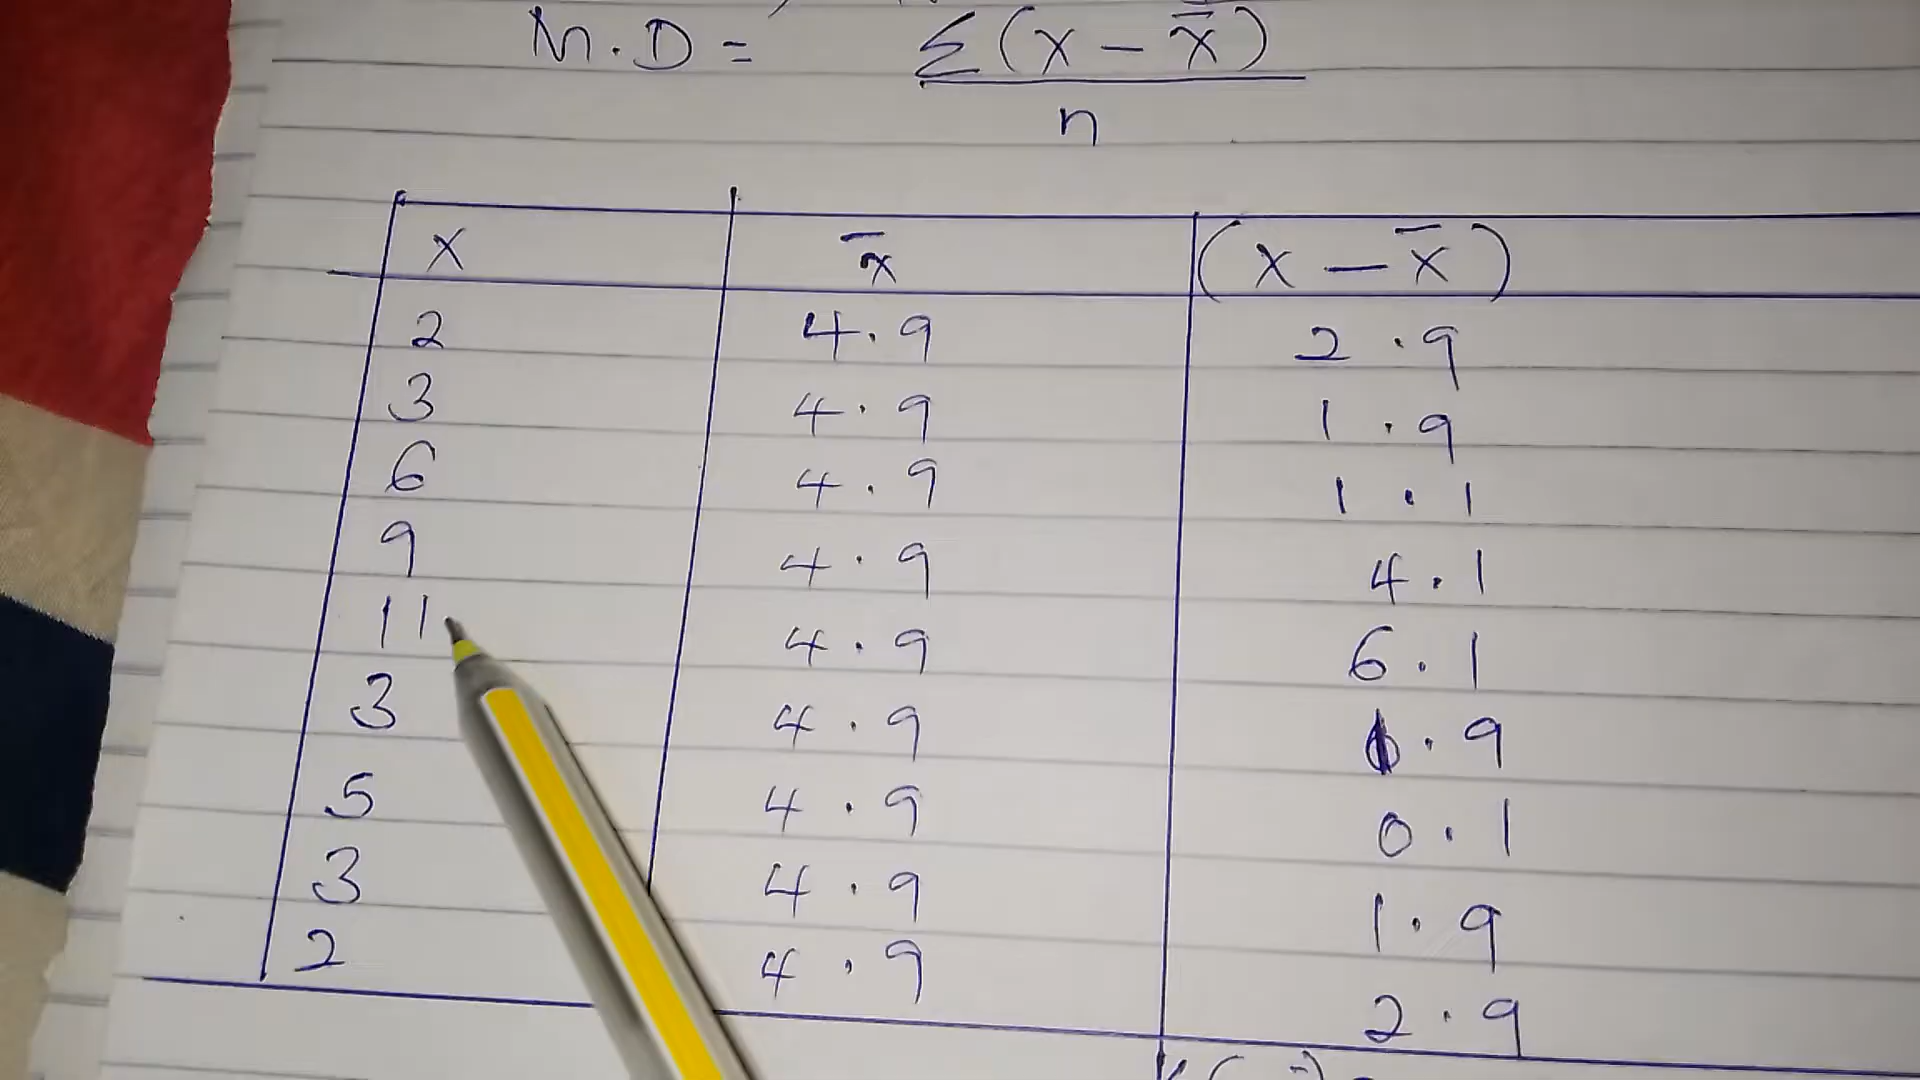 M.D = Σ(x – x̄)
n
x x̄ (x – x̄)
2 4.9 2.9
3 4.9 1.9
6 4.9 1.1
9 4.9 4.1
11 4.9 6.1
3 4.9 1.9
5 4.9 0.1
3 4.9 1.9
2 4.9 2.9